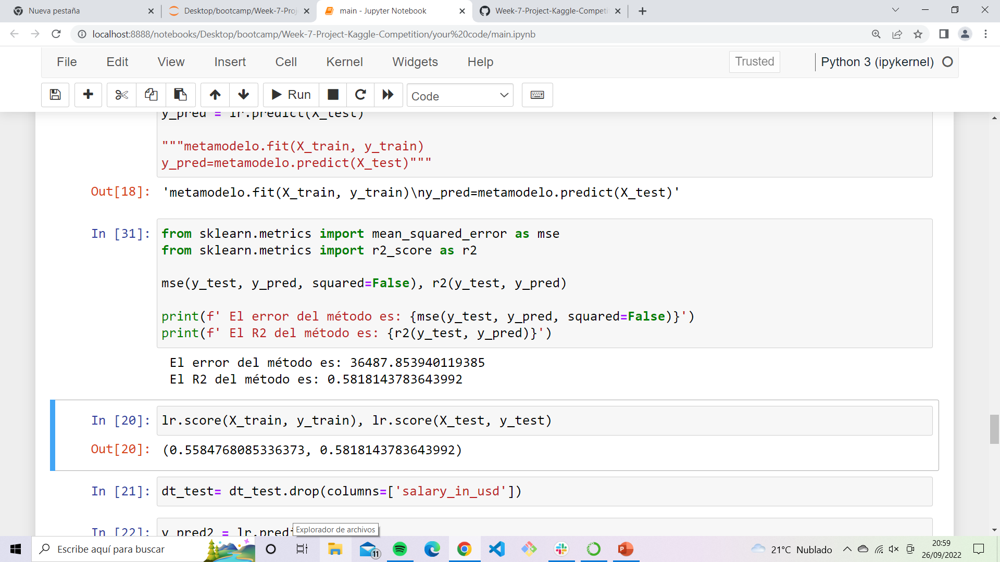 Nueva pestaña
Desktop/bootcamp/Week-7-Proj
main - Jupyter Notebook
Week-7-Project-Kaggle-Competiti
localhost:8888/notebooks/Desktop/bootcamp/Week-7-Project-Kaggle-Competition/your%20code/main.ipynb
File Edit View Insert Cell Kernel Widgets Help Trusted Python 3 (ipykernel)
Run Code
y_pred = lr.predict(X_test)
"""metamodelo.fit(X_train, y_train)
y_pred=metamodelo.predict(X_test)"""
Out[18]: 'metamodelo.fit(X_train, y_train)\ny_pred=metamodelo.predict(X_test)'
In [31]: from sklearn.metrics import mean_squared_error as mse
from sklearn.metrics import r2_score as r2
mse(y_test, y_pred, squared=False), r2(y_test, y_pred)
print(f' El error del método es: {mse(y_test, y_pred, squared=False)}')
print(f' El R2 del método es: {r2(y_test, y_pred)}')
El error del método es: 36487.853940119385
El R2 del método es: 0.5818143783643992
In [20]: lr.score(X_train, y_train), lr.score(X_test, y_test)
Out[20]: (0.5584768085336373, 0.5818143783643992)
In [21]: dt_test= dt_test.drop(columns=['salary_in_usd'])
In [22]: y_pred2 = lr.predi
Explorador de archivos
Escribe aquí para buscar
11
21°C Nublado
20:59
26/09/2022